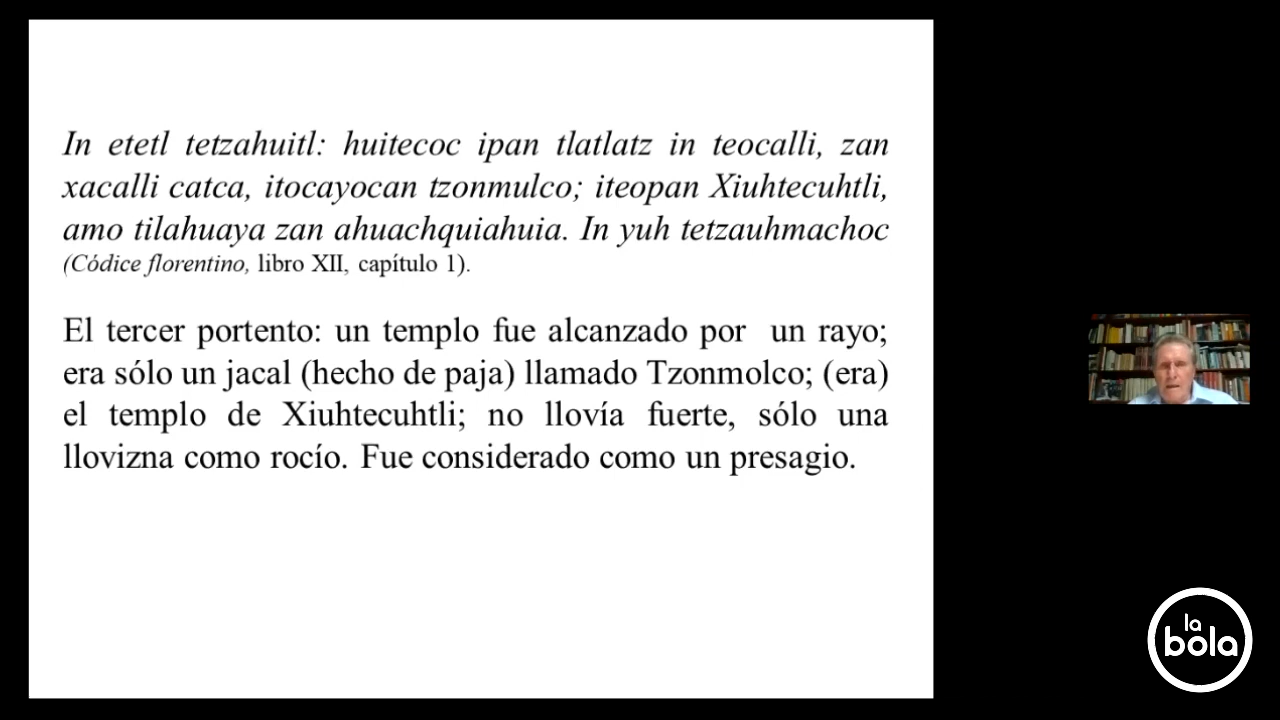 In etetl tetzahuitl: huitecoc ipan tlatlatz in teocalli, zan
xacalli catca, itocayocan tzonmulco; iteopan Xiuhtecuhtli,
amo tilahuaya zan ahuachquiahuia. In yuh tetzauhmachoc
(Códice florentino, libro XII, capítulo 1).
El tercer portento: un templo fue alcanzado por un rayo;
era sólo un jacal (hecho de paja) llamado Tzonmolco; (era)
el templo de Xiuhtecuhtli; no llovía fuerte, sólo una
llovizna como rocío. Fue considerado como un presagio.
la
bola